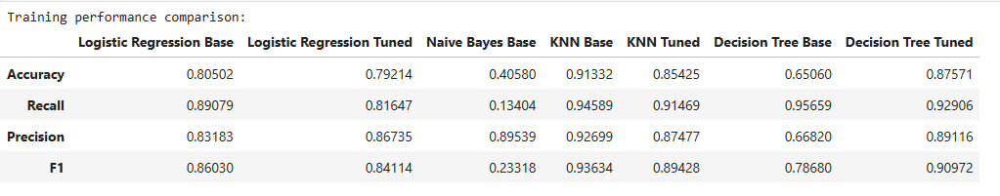 Training performance comparison:
Logistic Regression Base Logistic Regression Tuned Naive Bayes Base KNN Base KNN Tuned Decision Tree Base Decision Tree Tuned
Accuracy 0.80502 0.79214 0.40580 0.91332 0.85425 0.65060 0.87571
Recall 0.89079 0.81647 0.13404 0.94589 0.91469 0.95659 0.92906
Precision 0.83183 0.86735 0.89539 0.92699 0.87477 0.66820 0.89116
F1 0.86030 0.84114 0.23318 0.93634 0.89428 0.78680 0.90972